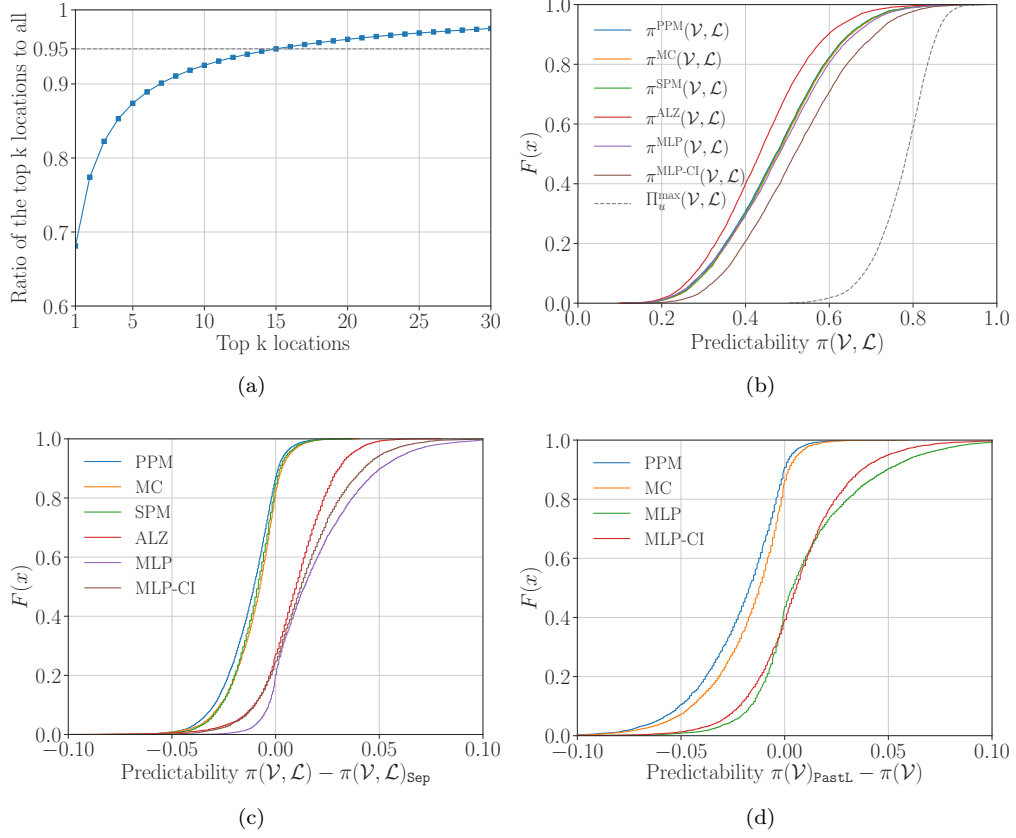 Ratio of the top k locations to all
0.95
0.9
0.8
0.7
0.6
1 5 10 15 20 25 30
Top k locations
(a)
F(x)
1.0
0.8
0.6
0.4
0.2
0.0
π^PPM(𝒱, ℒ)
π^MC(𝒱, ℒ)
π^SPM(𝒱, ℒ)
π^ALZ(𝒱, ℒ)
π^MLP(𝒱, ℒ)
π^MLP-CI(𝒱, ℒ)
Π_u^max(𝒱, ℒ)
0.0 0.2 0.4 0.6 0.8 1.0
Predictability π(𝒱, ℒ)
(b)
F(x)
1.0
0.8
0.6
0.4
0.2
0.0
PPM
MC
SPM
ALZ
MLP
MLP-CI
−0.10 −0.05 0.00 0.05 0.10
Predictability π(𝒱, ℒ) − π(𝒱, ℒ)_Sep
(c)
F(x)
1.0
0.8
0.6
0.4
0.2
0.0
PPM
MC
MLP
MLP-CI
−0.10 −0.05 0.00 0.05 0.10
Predictability π(𝒱)_PastL − π(𝒱)
(d)